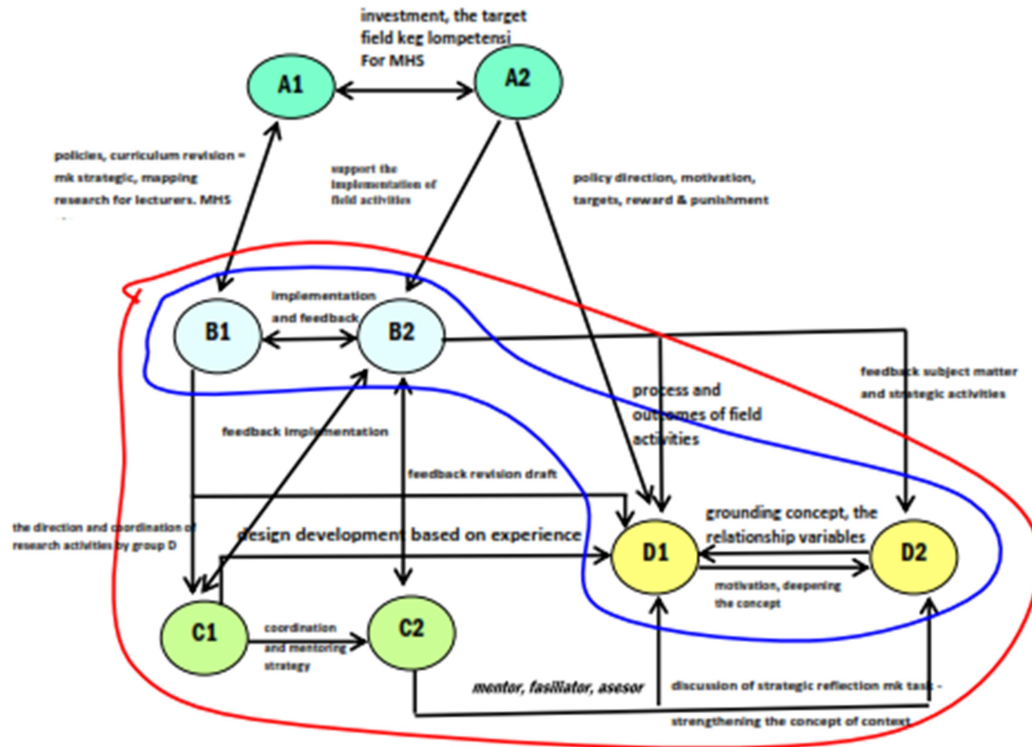 investment, the target
field keg lompetensi
For MHS
A1
A2
policies, curriculum revision =
mk strategic, mapping
research for lecturers. MHS
support the
implementation of
field activities
policy direction, motivation,
targets, reward & punishment
B1
implementation
and feedback
B2
feedback subject matter
and strategic activities
process and
outcomes of field
activities
feedback implementation
feedback revision draft
the direction and coordination of
research activities by group D
design development based on experience
grounding concept, the
relationship variables
D1
D2
motivation, deepening
the concept
C1
coordination
and mentoring
strategy
C2
mentor, fasiliator, asesor
discussion of strategic reflection mk task -
strengthening the concept of context